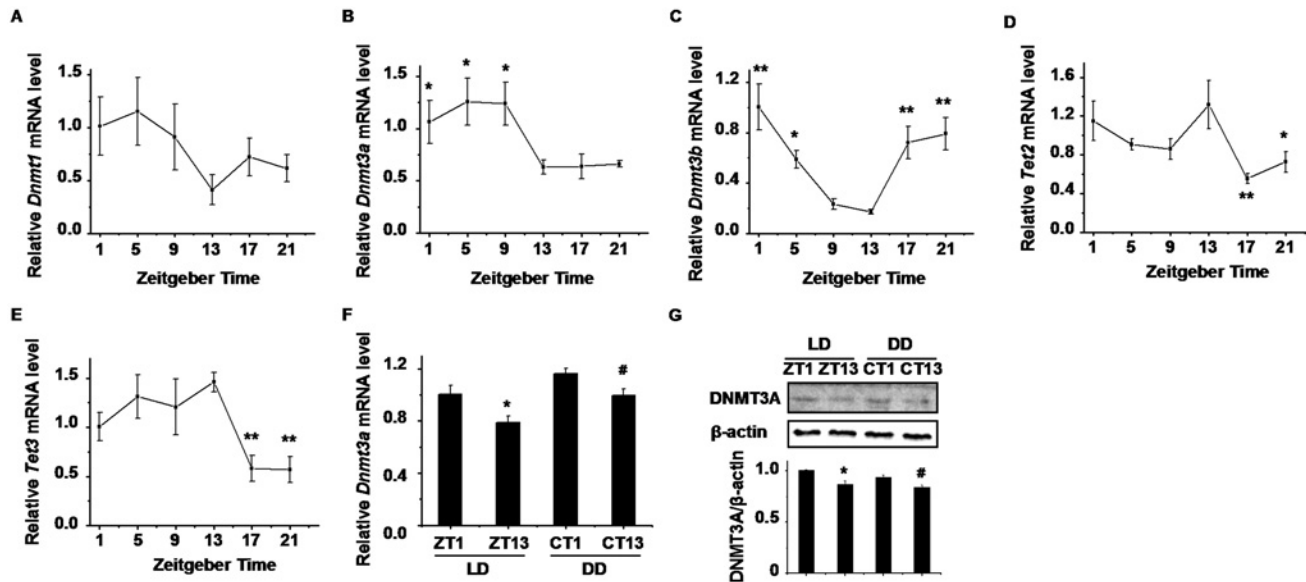 A
Relative Dnmt1 mRNA level
1.5
1.0
0.5
0.0
1 5 9 13 17 21
Zeitgeber Time
B
Relative Dnmt3a mRNA level
1.5
1.0
0.5
0.0
* * *
1 5 9 13 17 21
Zeitgeber Time
C
Relative Dnmt3b mRNA level
1.2
0.8
0.4
0.0
** * ** **
1 5 9 13 17 21
Zeitgeber Time
D
Relative Tet2 mRNA level
1.6
1.2
0.8
0.4
0.0
** *
1 5 9 13 17 21
Zeitgeber Time
E
Relative Tet3 mRNA level
1.5
1.0
0.5
0.0
** **
1 5 9 13 17 21
Zeitgeber Time
F
Relative Dnmt3a mRNA level
1.2
0.8
0.4
0.0
* #
ZT1 ZT13 CT1 CT13
LD DD
G
LD DD
ZT1 ZT13 CT1 CT13
DNMT3A
β-actin
DNMT3A/β-actin
1.0
0.5
0
* #